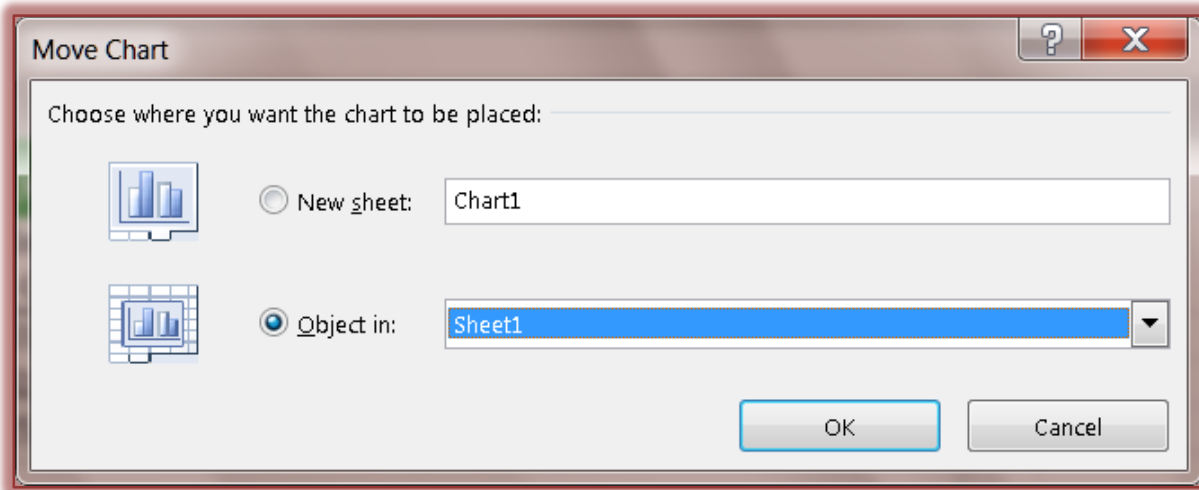 Move Chart
Choose where you want the chart to be placed:
New sheet: Chart1
Object in: Sheet1
OK Cancel